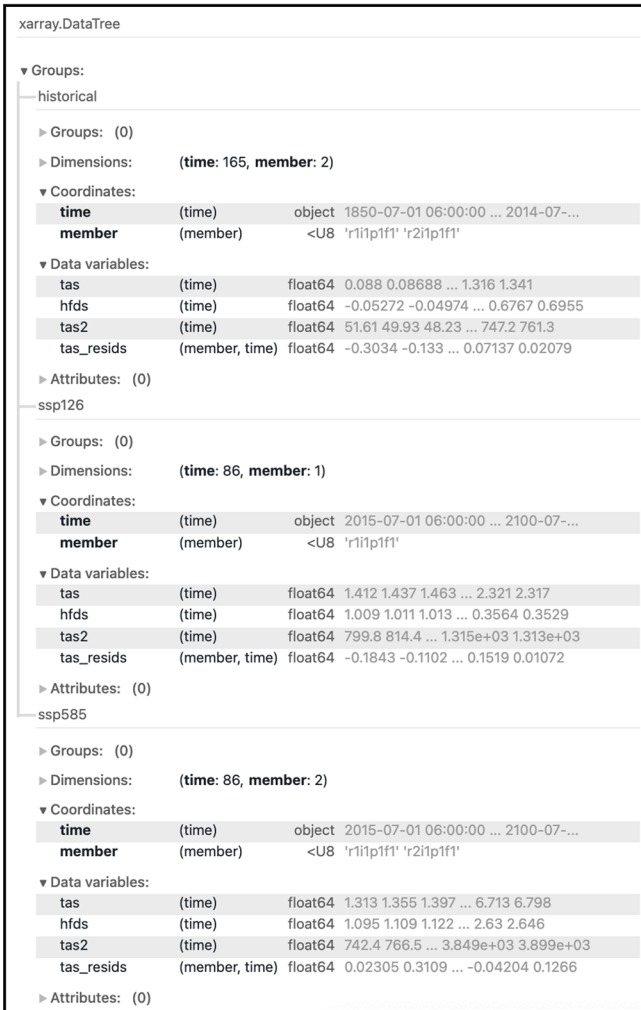 xarray.DataTree
▼ Groups:
historical
► Groups: (0)
► Dimensions: (time: 165, member: 2)
▼ Coordinates:
time (time) object 1850-07-01 06:00:00 ... 2014-07-...
member (member) <U8 'r1i1p1f1' 'r2i1p1f1'
▼ Data variables:
tas (time) float64 0.088 0.08688 ... 1.316 1.341
hfds (time) float64 -0.05272 -0.04974 ... 0.6767 0.6955
tas2 (time) float64 51.61 49.93 48.23 ... 747.2 761.3
tas_resids (member, time) float64 -0.3034 -0.133 ... 0.07137 0.02079
► Attributes: (0)
ssp126
► Groups: (0)
► Dimensions: (time: 86, member: 1)
▼ Coordinates:
time (time) object 2015-07-01 06:00:00 ... 2100-07-...
member (member) <U8 'r1i1p1f1'
▼ Data variables:
tas (time) float64 1.412 1.437 1.463 ... 2.321 2.317
hfds (time) float64 1.009 1.011 1.013 ... 0.3564 0.3529
tas2 (time) float64 799.8 814.4 ... 1.315e+03 1.313e+03
tas_resids (member, time) float64 -0.1843 -0.1102 ... 0.1519 0.01072
► Attributes: (0)
ssp585
► Groups: (0)
► Dimensions: (time: 86, member: 2)
▼ Coordinates:
time (time) object 2015-07-01 06:00:00 ... 2100-07-...
member (member) <U8 'r1i1p1f1' 'r2i1p1f1'
▼ Data variables:
tas (time) float64 1.313 1.355 1.397 ... 6.713 6.798
hfds (time) float64 1.095 1.109 1.122 ... 2.63 2.646
tas2 (time) float64 742.4 766.5 ... 3.849e+03 3.899e+03
tas_resids (member, time) float64 0.02305 0.3109 ... -0.04204 0.1266
► Attributes: (0)